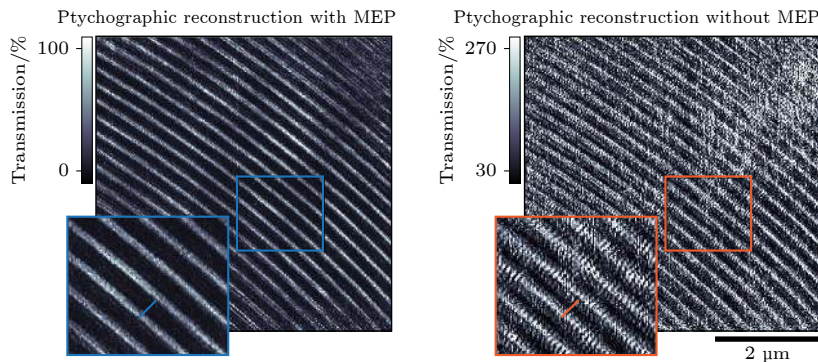 Ptychographic reconstruction with MEP
Transmission/%
100
0
Ptychographic reconstruction without MEP
Transmission/%
270
30
2 μm